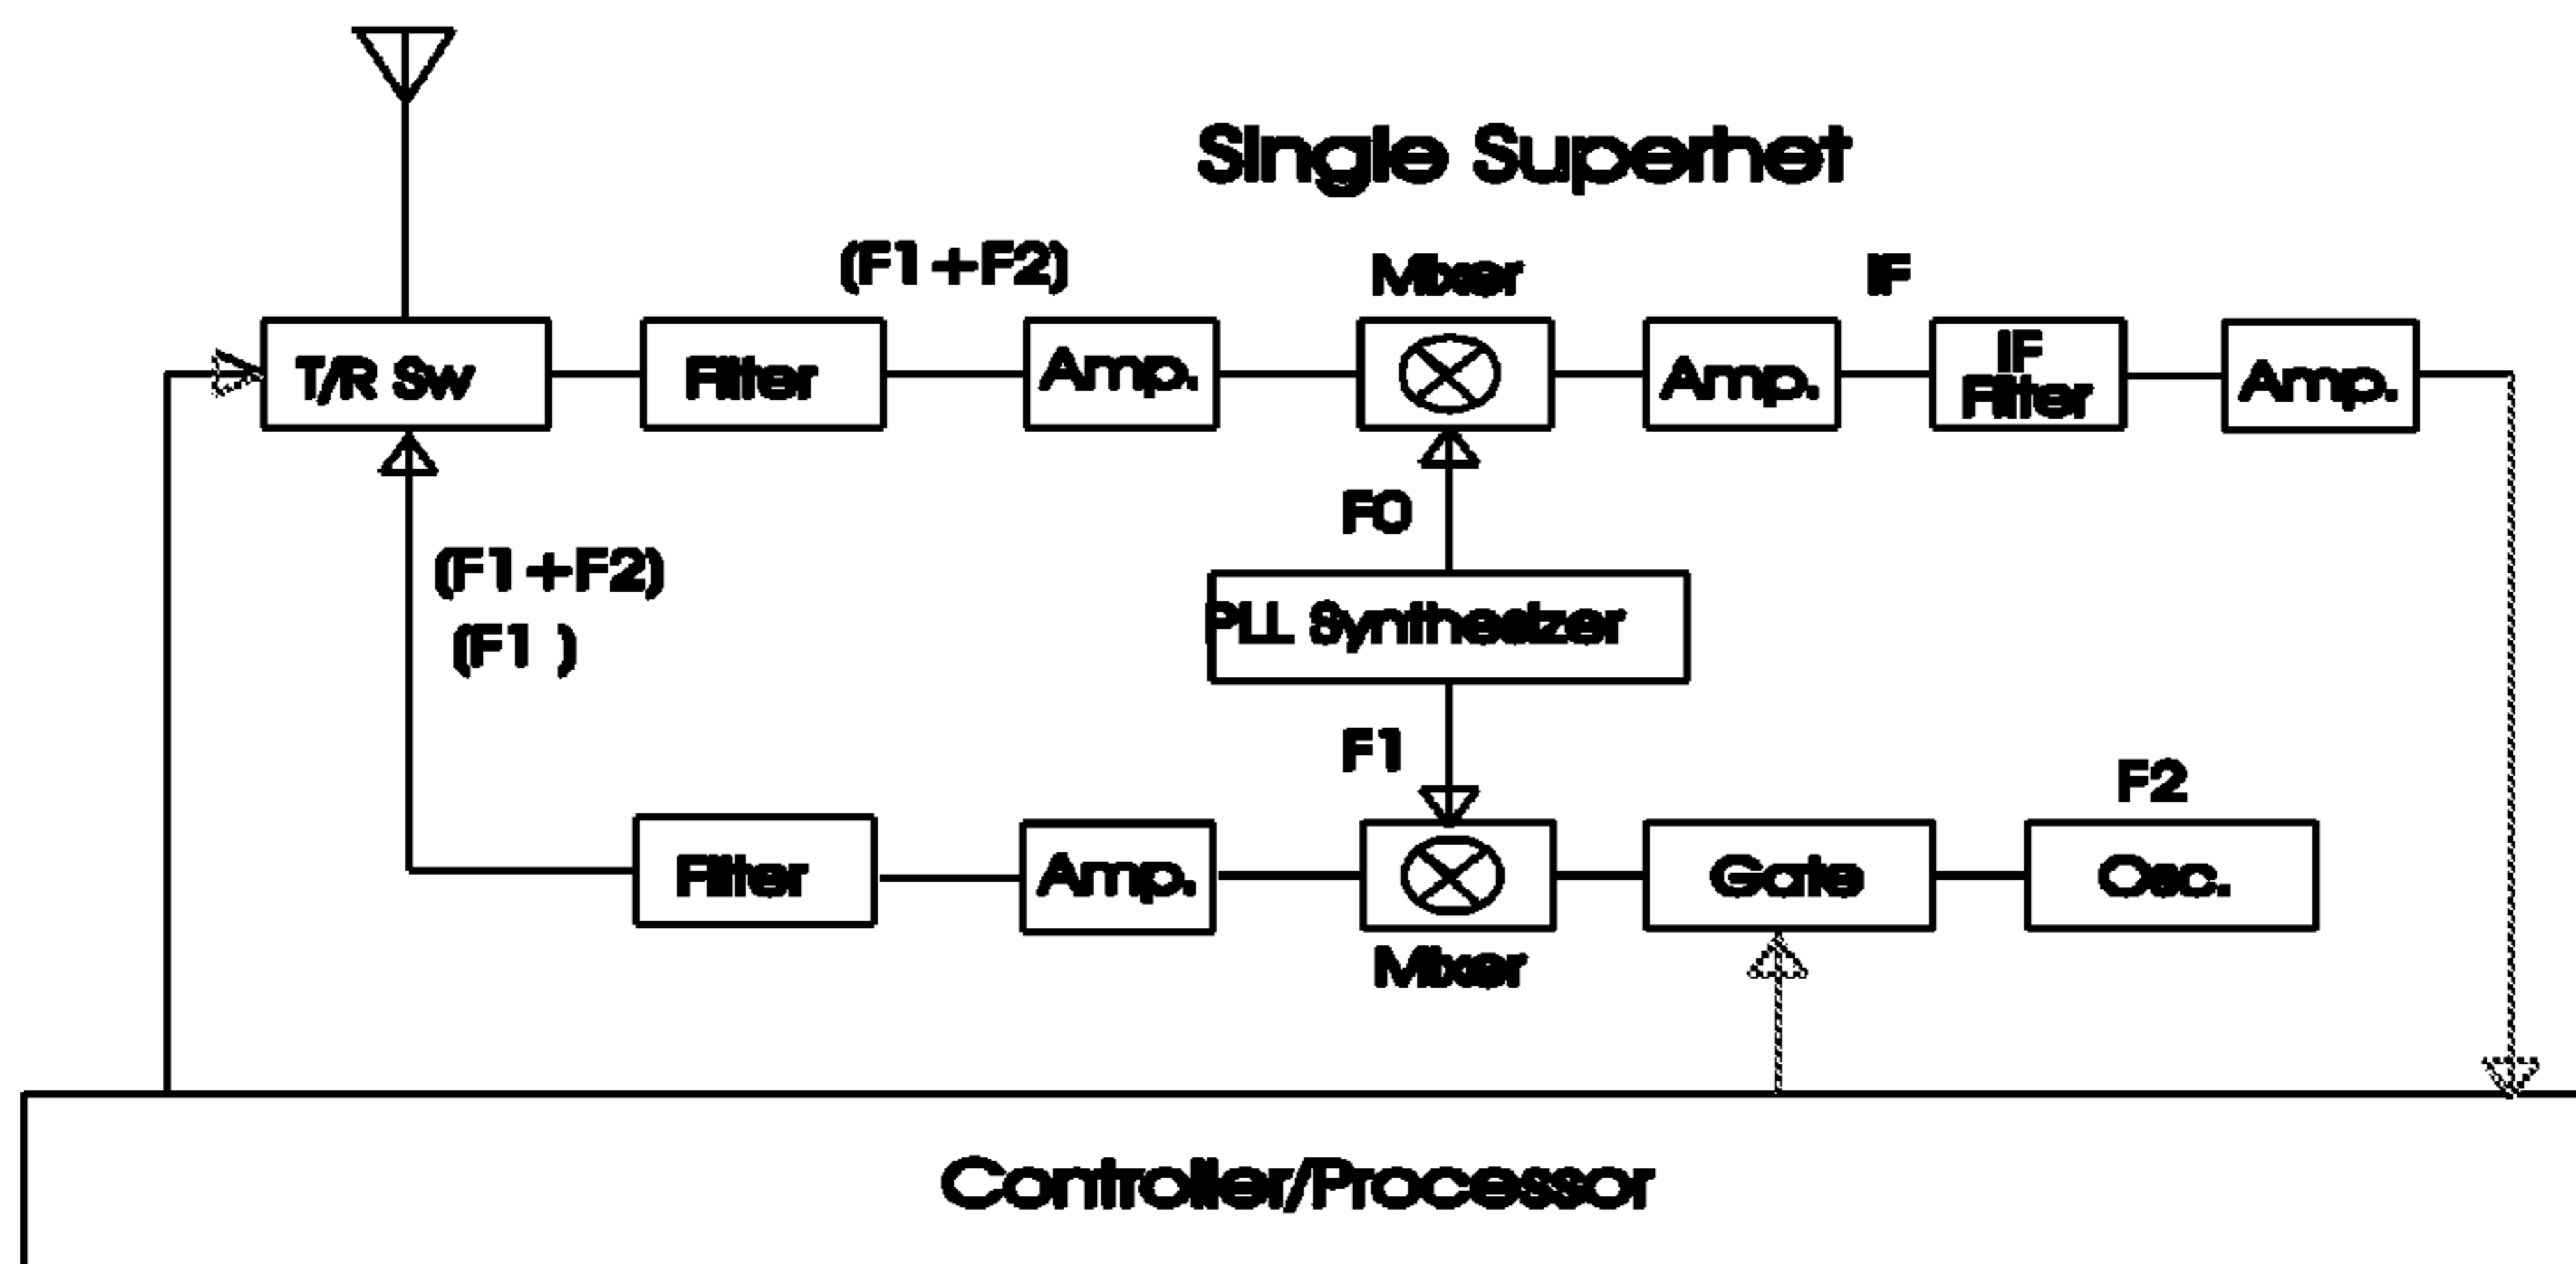 Single Superhet
(F1+F2)
Mixer
IF
T/R Sw
Filter
Amp.
Amp.
IF
Filter
Amp.
F0
(F1+F2)
(F1 )
PLL Synthesizer
F1
F2
Filter
Amp.
Gate
Osc.
Mixer
Controller/Processor